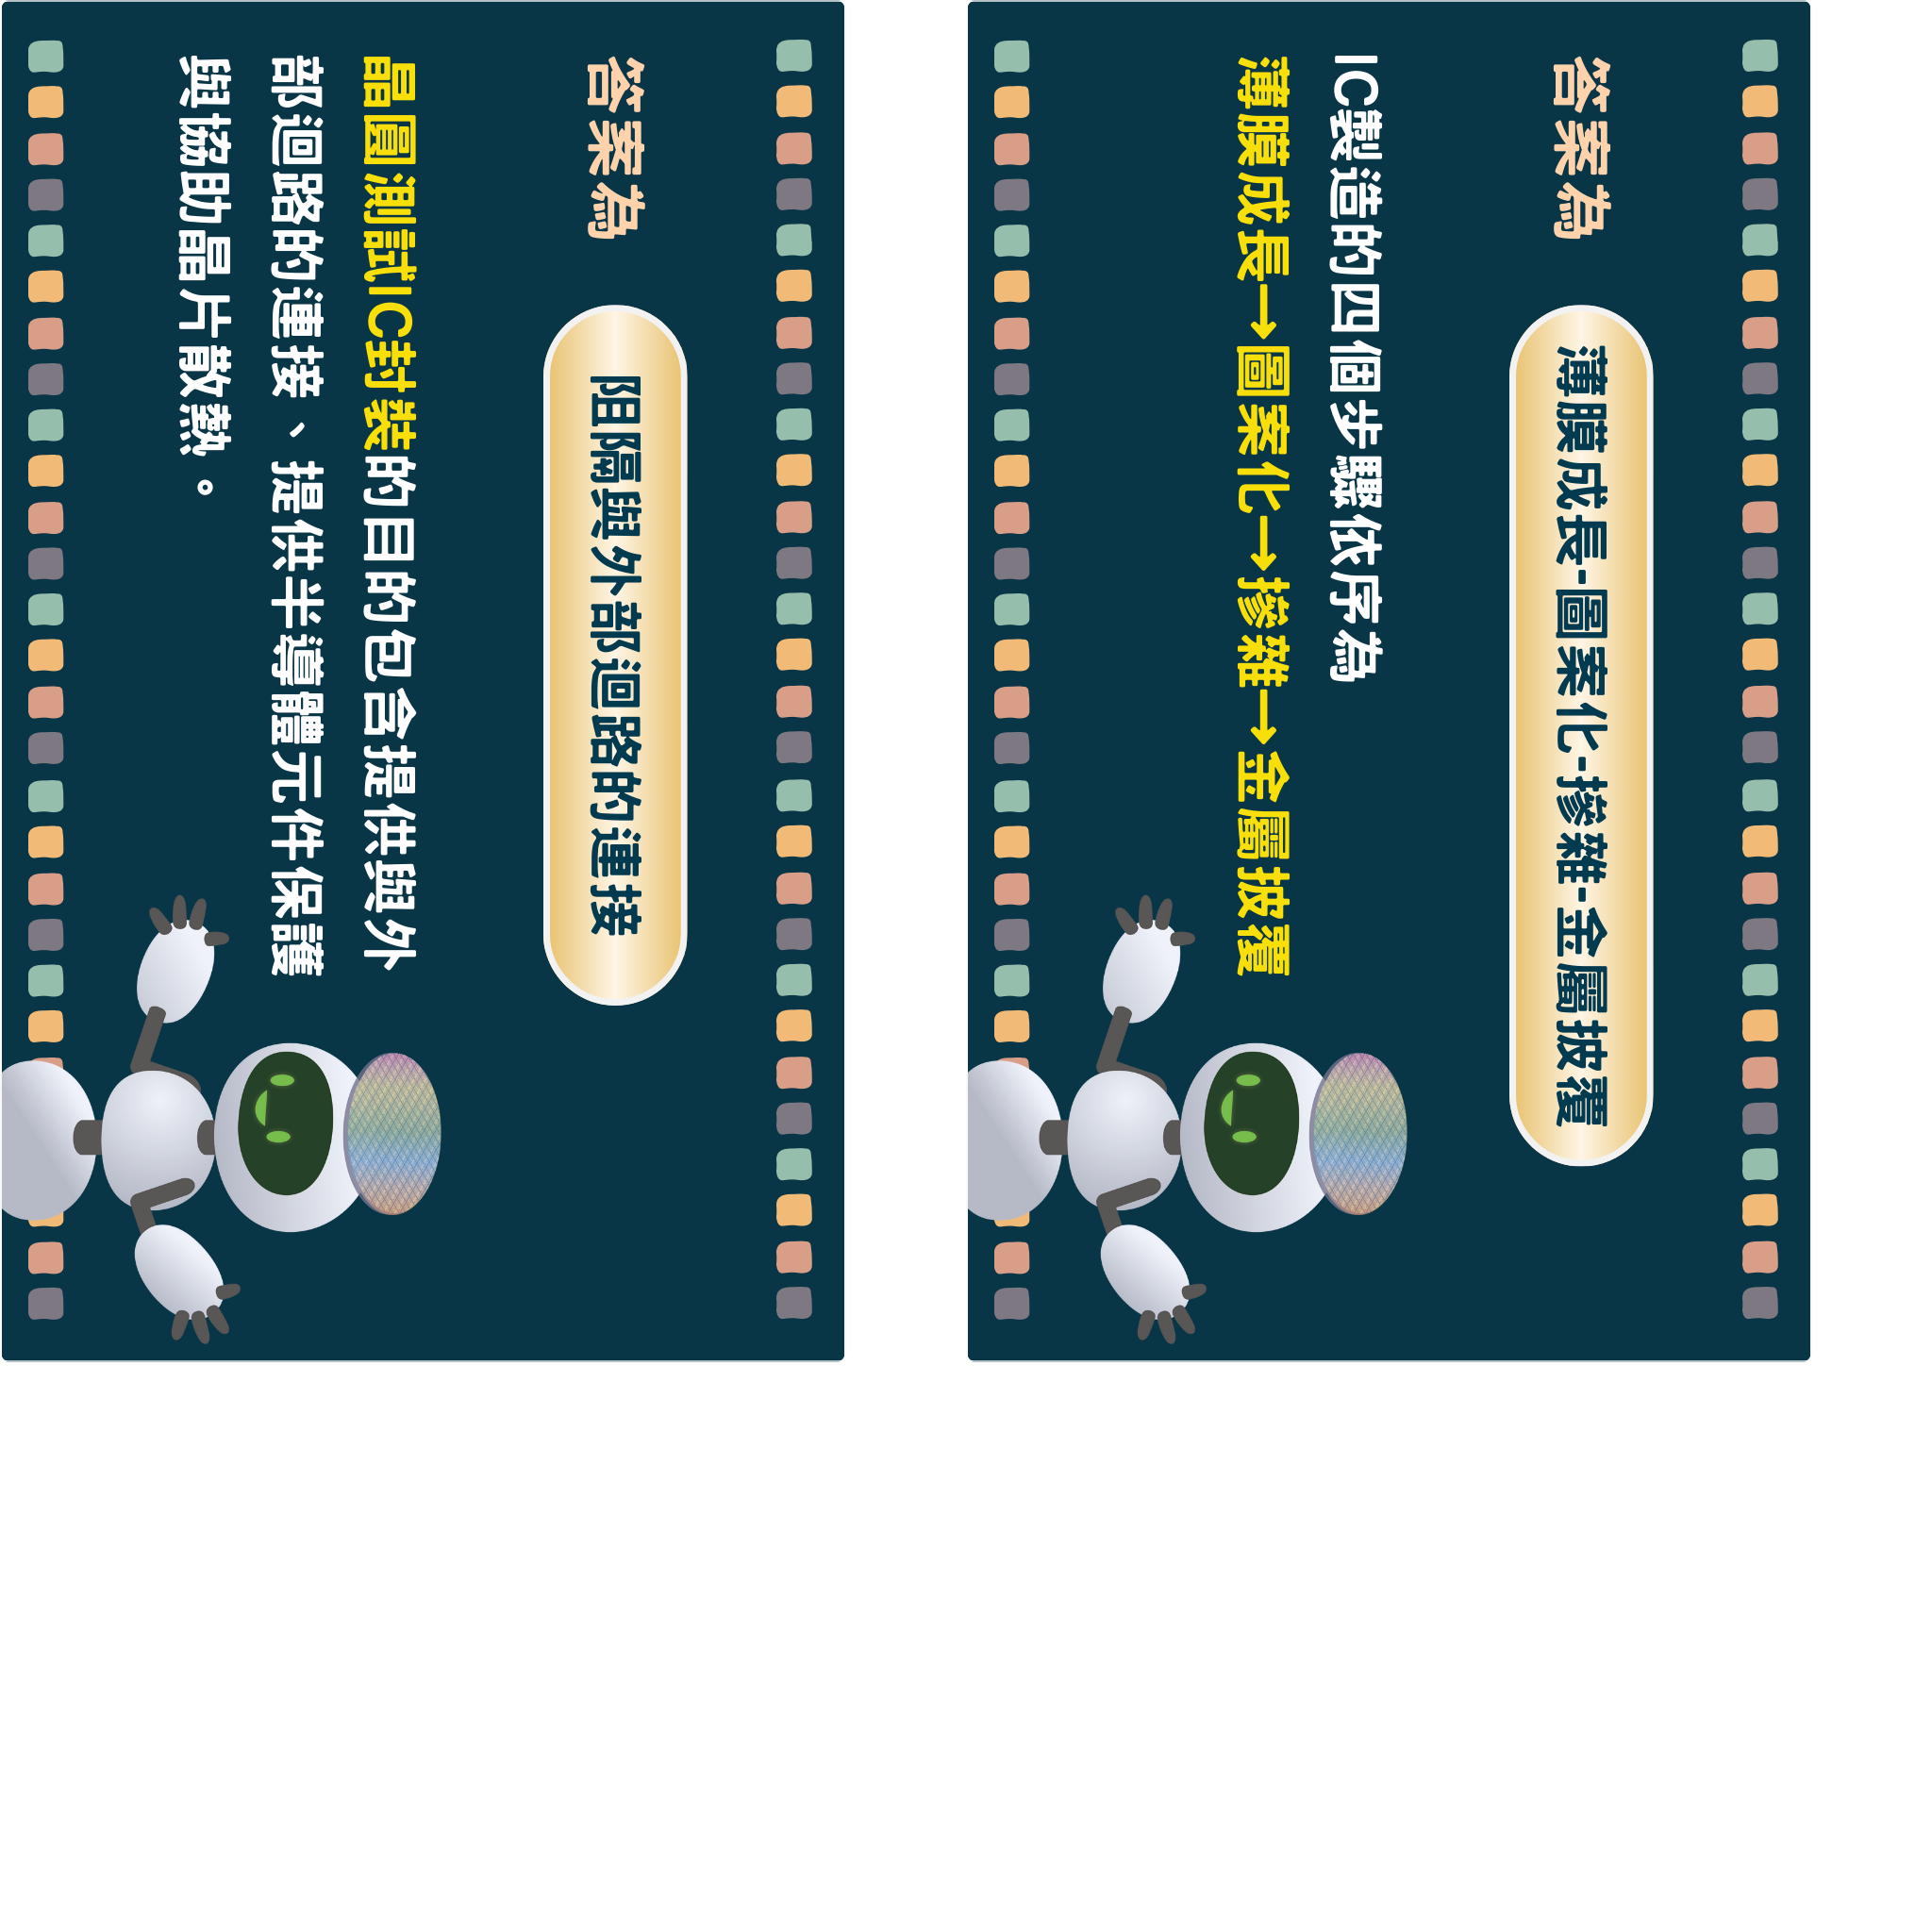 答案為
阻隔與外部迴路的連接
晶圓測試IC封裝的目的包含提供與外
部迴路的連接、提供半導體元件保護
與協助晶片散熱。
答案為
薄膜成長-圖案化-摻雜-金屬披覆
IC製造的四個步驟依序為
薄膜成長→圖案化→摻雜→金屬披覆